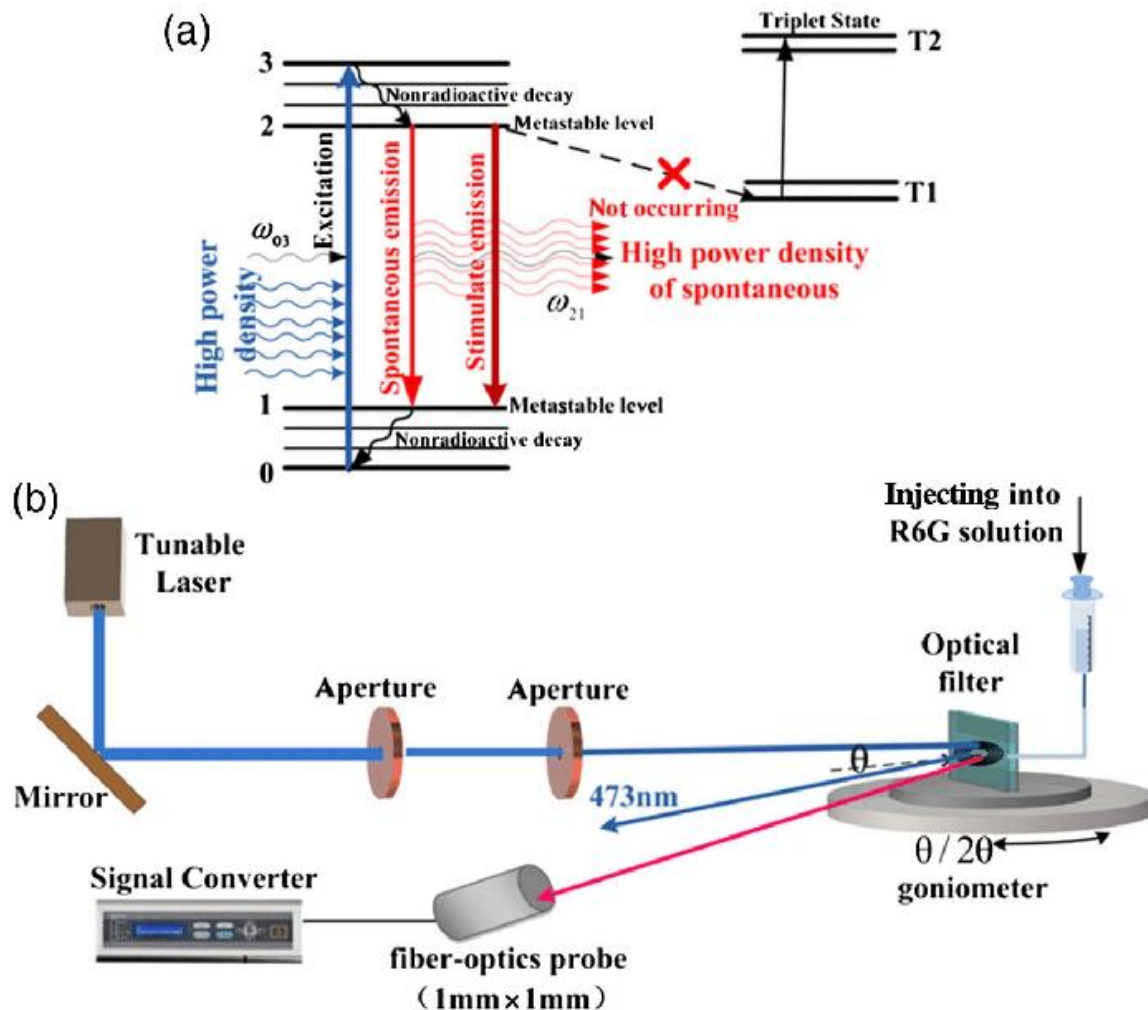 (a)
Triplet State
T2
3
Nonradioactive decay
2
Metastable level
Excitation
Spontaneous emission
Stimulate emission
T1
Not occurring
ω03
High power
density
High power density
of spontaneous
ω21
1
Metastable level
Nonradioactive decay
0
(b)
Injecting into
R6G solution
Tunable
Laser
Optical
filter
Aperture
Aperture
θ
Mirror
473nm
θ / 2θ
goniometer
Signal Converter
fiber-optics probe
(1mm×1mm)